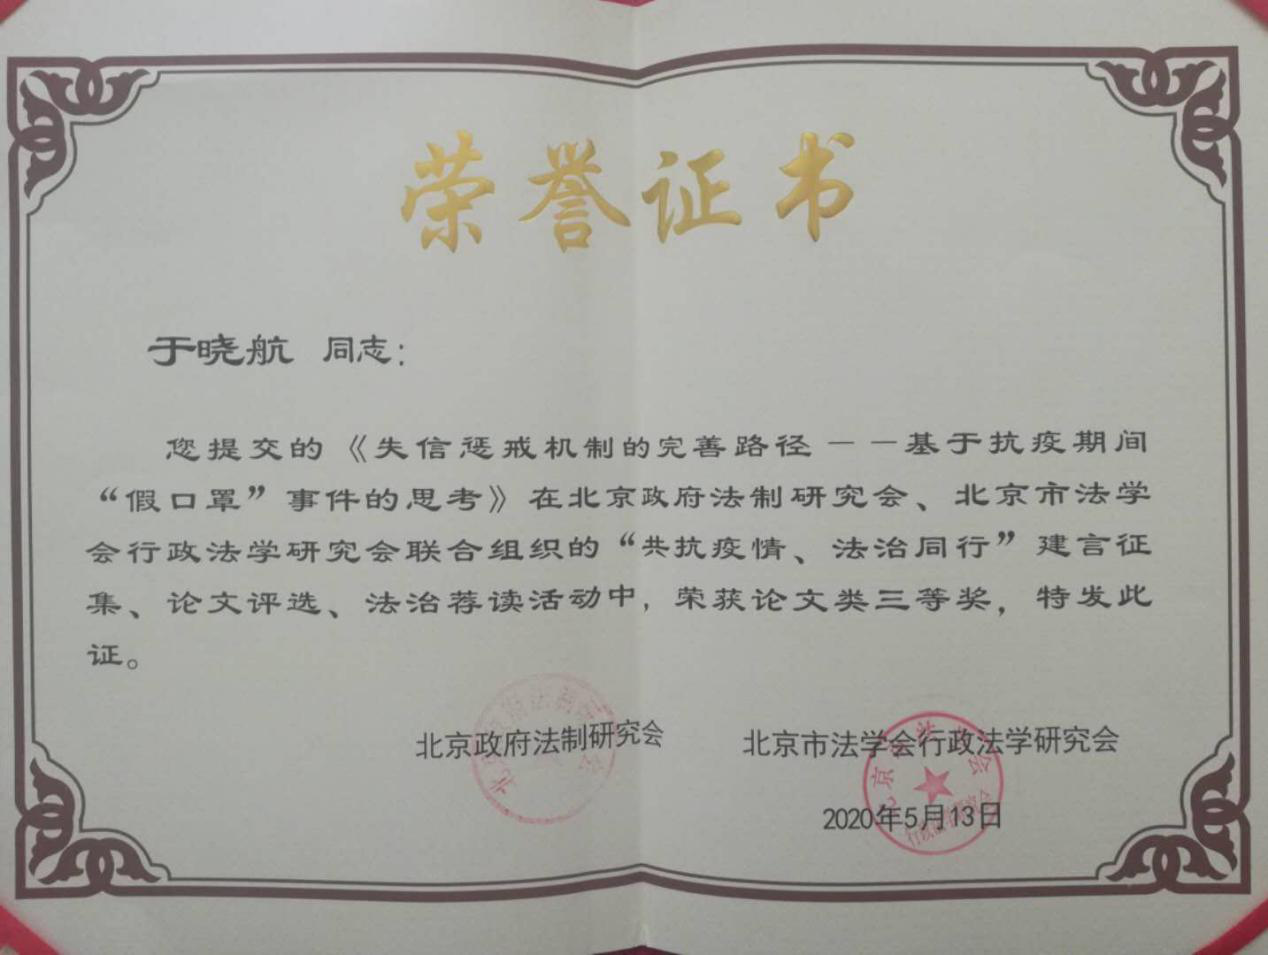 荣誉证书
于晓航 同志：
您提交的《失信惩戒机制的完善路径——基于抗疫期间
“假口罩”事件的思考》在北京政府法制研究会、北京市法学
会行政法学研究会联合组织的“共抗疫情、法治同行”建言征
集、论文评选、法治荐读活动中，荣获论文类三等奖，特发此
证。
北京政府法制研究会 北京市法学会行政法学研究会
2020年5月13日